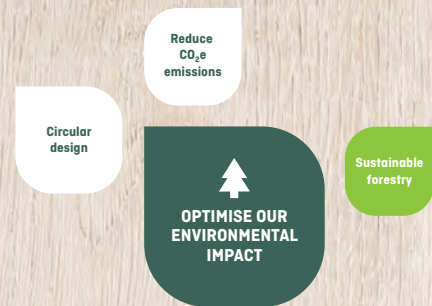 Reduce
CO₂e
emissions
Circular
design
Sustainable
forestry
OPTIMISE OUR
ENVIRONMENTAL
IMPACT